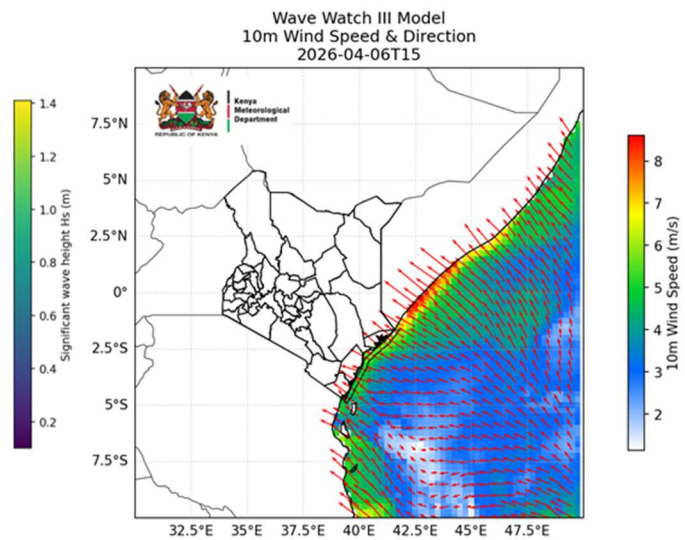 Wave Watch III Model
10m Wind Speed & Direction
2026-04-06T15
1.4
1.2
1.0
0.8
0.6
0.4
0.2
Significant wave height Hs (m)
REPUBLIC OF KENYA
Kenya
Meteorological
Department
7.5°N
5°N
2.5°N
0°
2.5°S
5°S
7.5°S
32.5°E 35°E 37.5°E 40°E 42.5°E 45°E 47.5°E
8
7
6
5
4
3
2
10m Wind Speed (m/s)